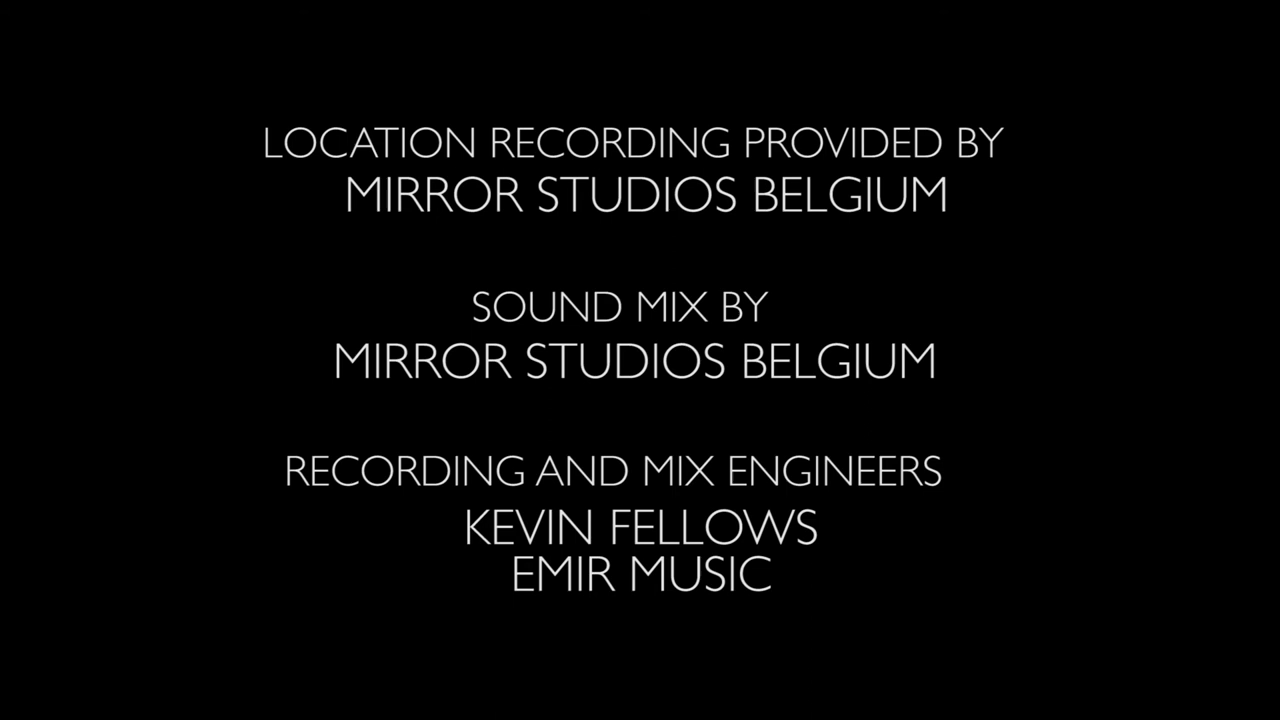 LOCATION RECORDING PROVIDED BY
MIRROR STUDIOS BELGIUM
SOUND MIX BY
MIRROR STUDIOS BELGIUM
RECORDING AND MIX ENGINEERS
KEVIN FELLOWS
EMIR MUSIC